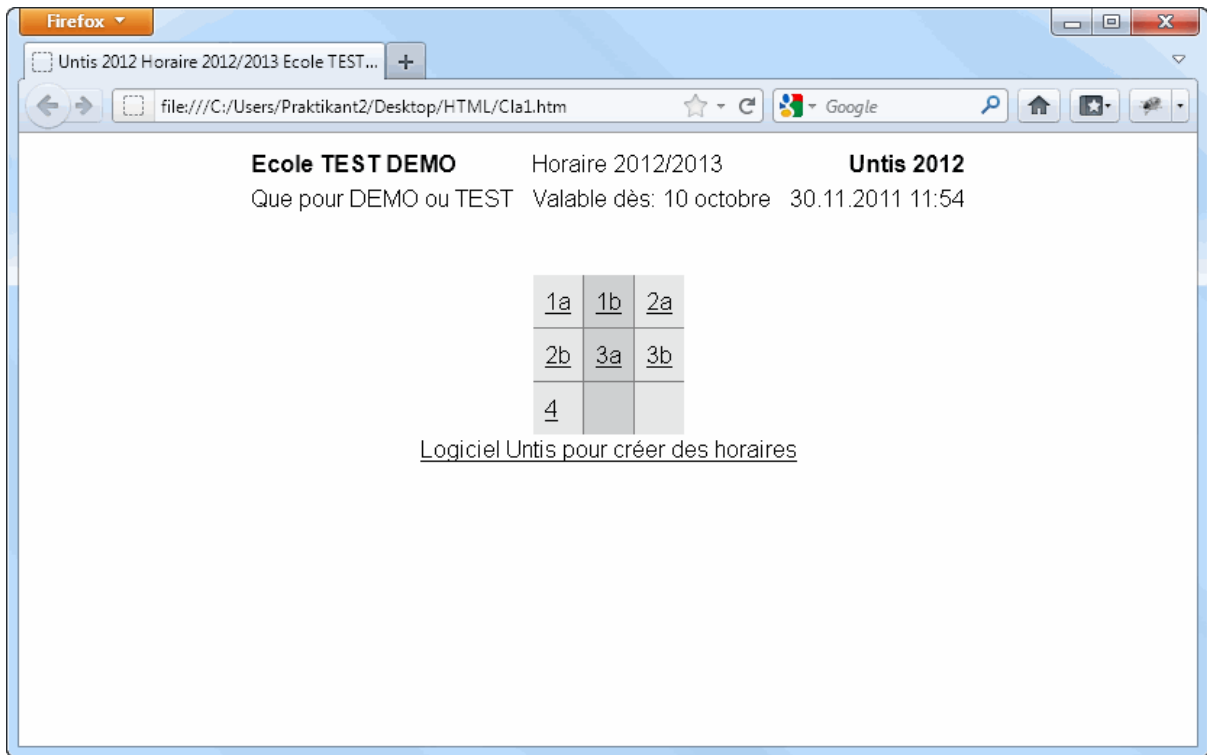 Firefox
Untis 2012 Horaire 2012/2013 Ecole TEST...
file:///C:/Users/Praktikant2/Desktop/HTML/Cla1.htm Google
Ecole TEST DEMO Horaire 2012/2013 Untis 2012
Que pour DEMO ou TEST Valable dès: 10 octobre 30.11.2011 11:54
1a 1b 2a
2b 3a 3b
4
Logiciel Untis pour créer des horaires